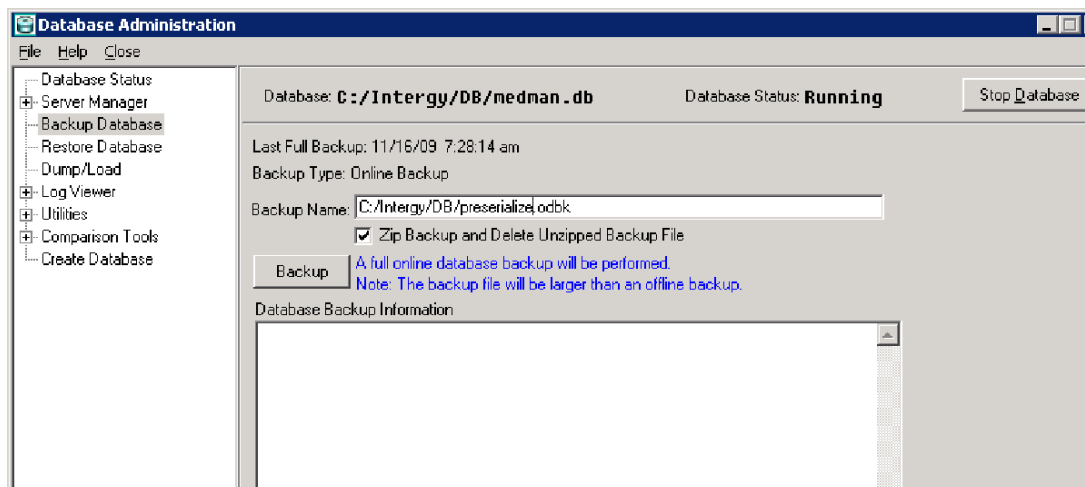 Database Administration
File Help Close
Database Status
Server Manager
Backup Database
Restore Database
Dump/Load
Log Viewer
Utilities
Comparison Tools
Create Database
Database: C:/Intergy/DB/medman.db Database Status: Running Stop Database
Last Full Backup: 11/16/09 7:28:14 am
Backup Type: Online Backup
Backup Name: C:/Intergy/DB/preserialize.odbk
Zip Backup and Delete Unzipped Backup File
Backup
A full online database backup will be performed.
Note: The backup file will be larger than an offline backup.
Database Backup Information